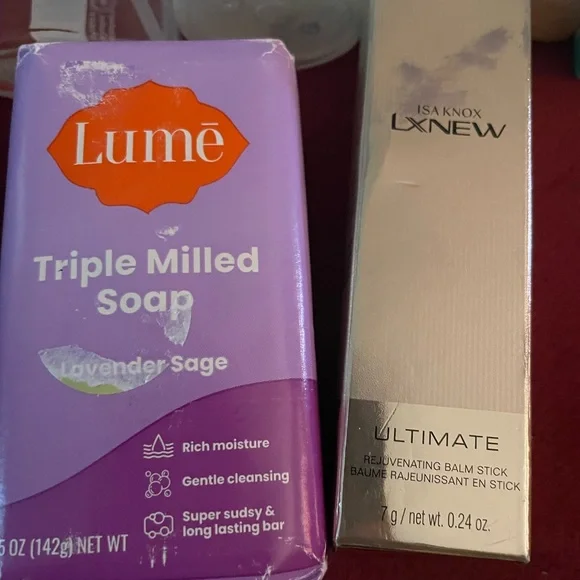 Lumē
Triple Milled
Soap
Lavender Sage
Rich moisture
Gentle cleansing
Super sudsy &
long lasting bar
5 OZ (142g) NET WT
ISA KNOX
LXNEW
ULTIMATE
REJUVENATING BALM STICK
BAUME RAJEUNISSANT EN STICK
7 g / net wt. 0.24 oz.